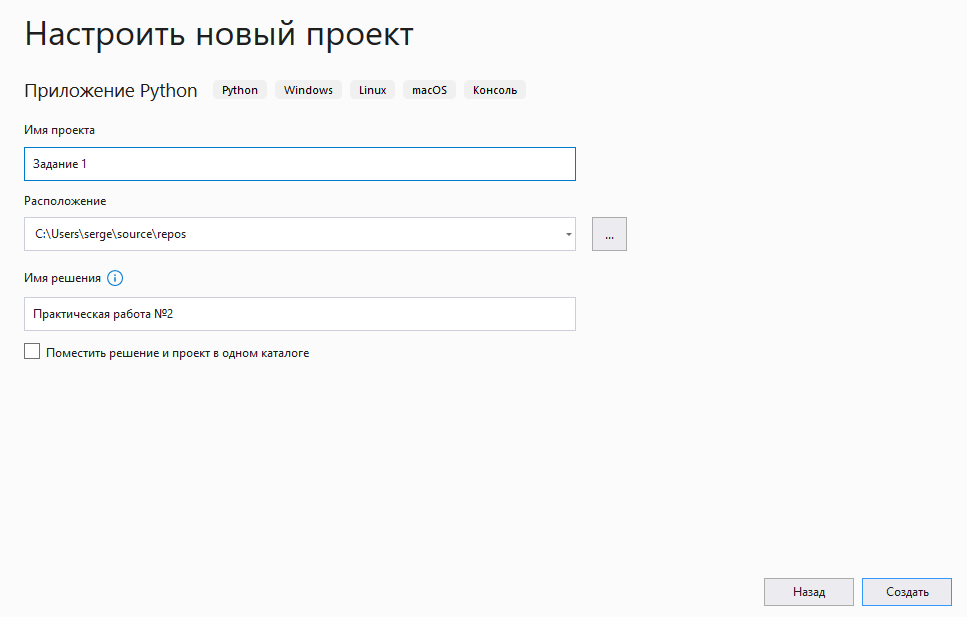 Настроить новый проект
Приложение Python Python Windows Linux macOS Консоль
Имя проекта
Задание 1
Расположение
C:\Users\serge\source\repos
...
Имя решения
Практическая работа №2
Поместить решение и проект в одном каталоге
Назад Создать